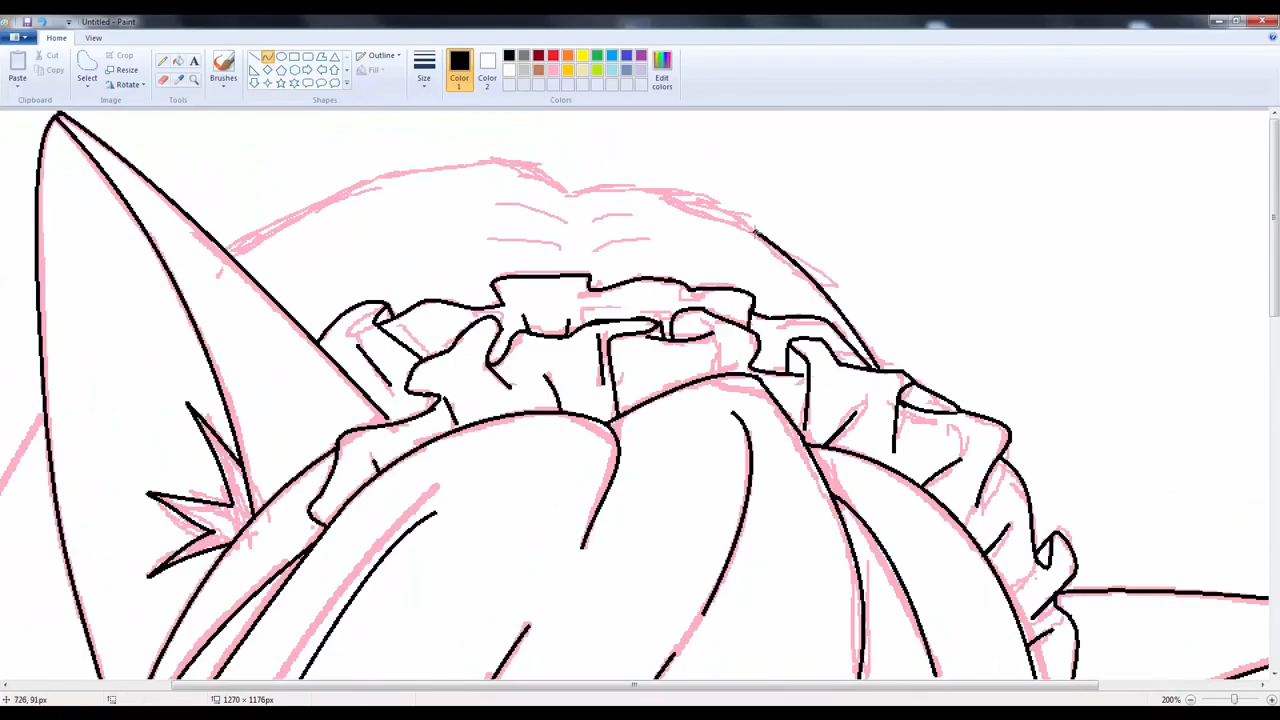 Untitled - Paint
Home View
Cut
Copy
Paste
Clipboard
Select
Crop
Resize
Rotate
Image
Tools
Brushes
Outline
Fill
Shapes
Size
Color 1
Color 2
Edit colors
Colors
726, 91px
1270 × 1176px
200%